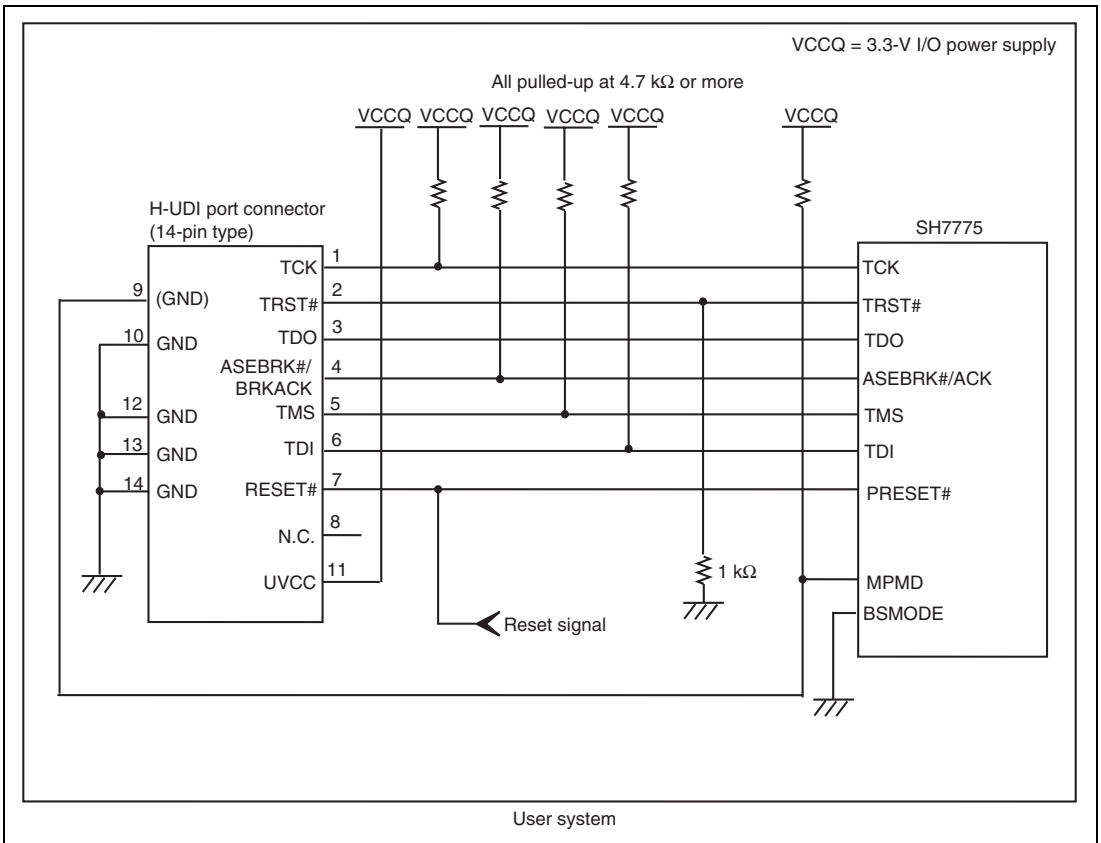 VCCQ = 3.3-V I/O power supply
All pulled-up at 4.7 kΩ or more
VCCQ VCCQ VCCQ VCCQ VCCQ VCCQ
H-UDI port connector
(14-pin type)
SH7775
TCK 1 TCK
9 (GND) TRST# 2 TRST#
10 GND TDO 3 TDO
ASEBRK#/
BRKACK 4 ASEBRK#/ACK
12 GND TMS 5 TMS
13 GND TDI 6 TDI
14 GND RESET# 7 PRESET#
N.C. 8
UVCC 11 1 kΩ MPMD
BSMODE
Reset signal
User system